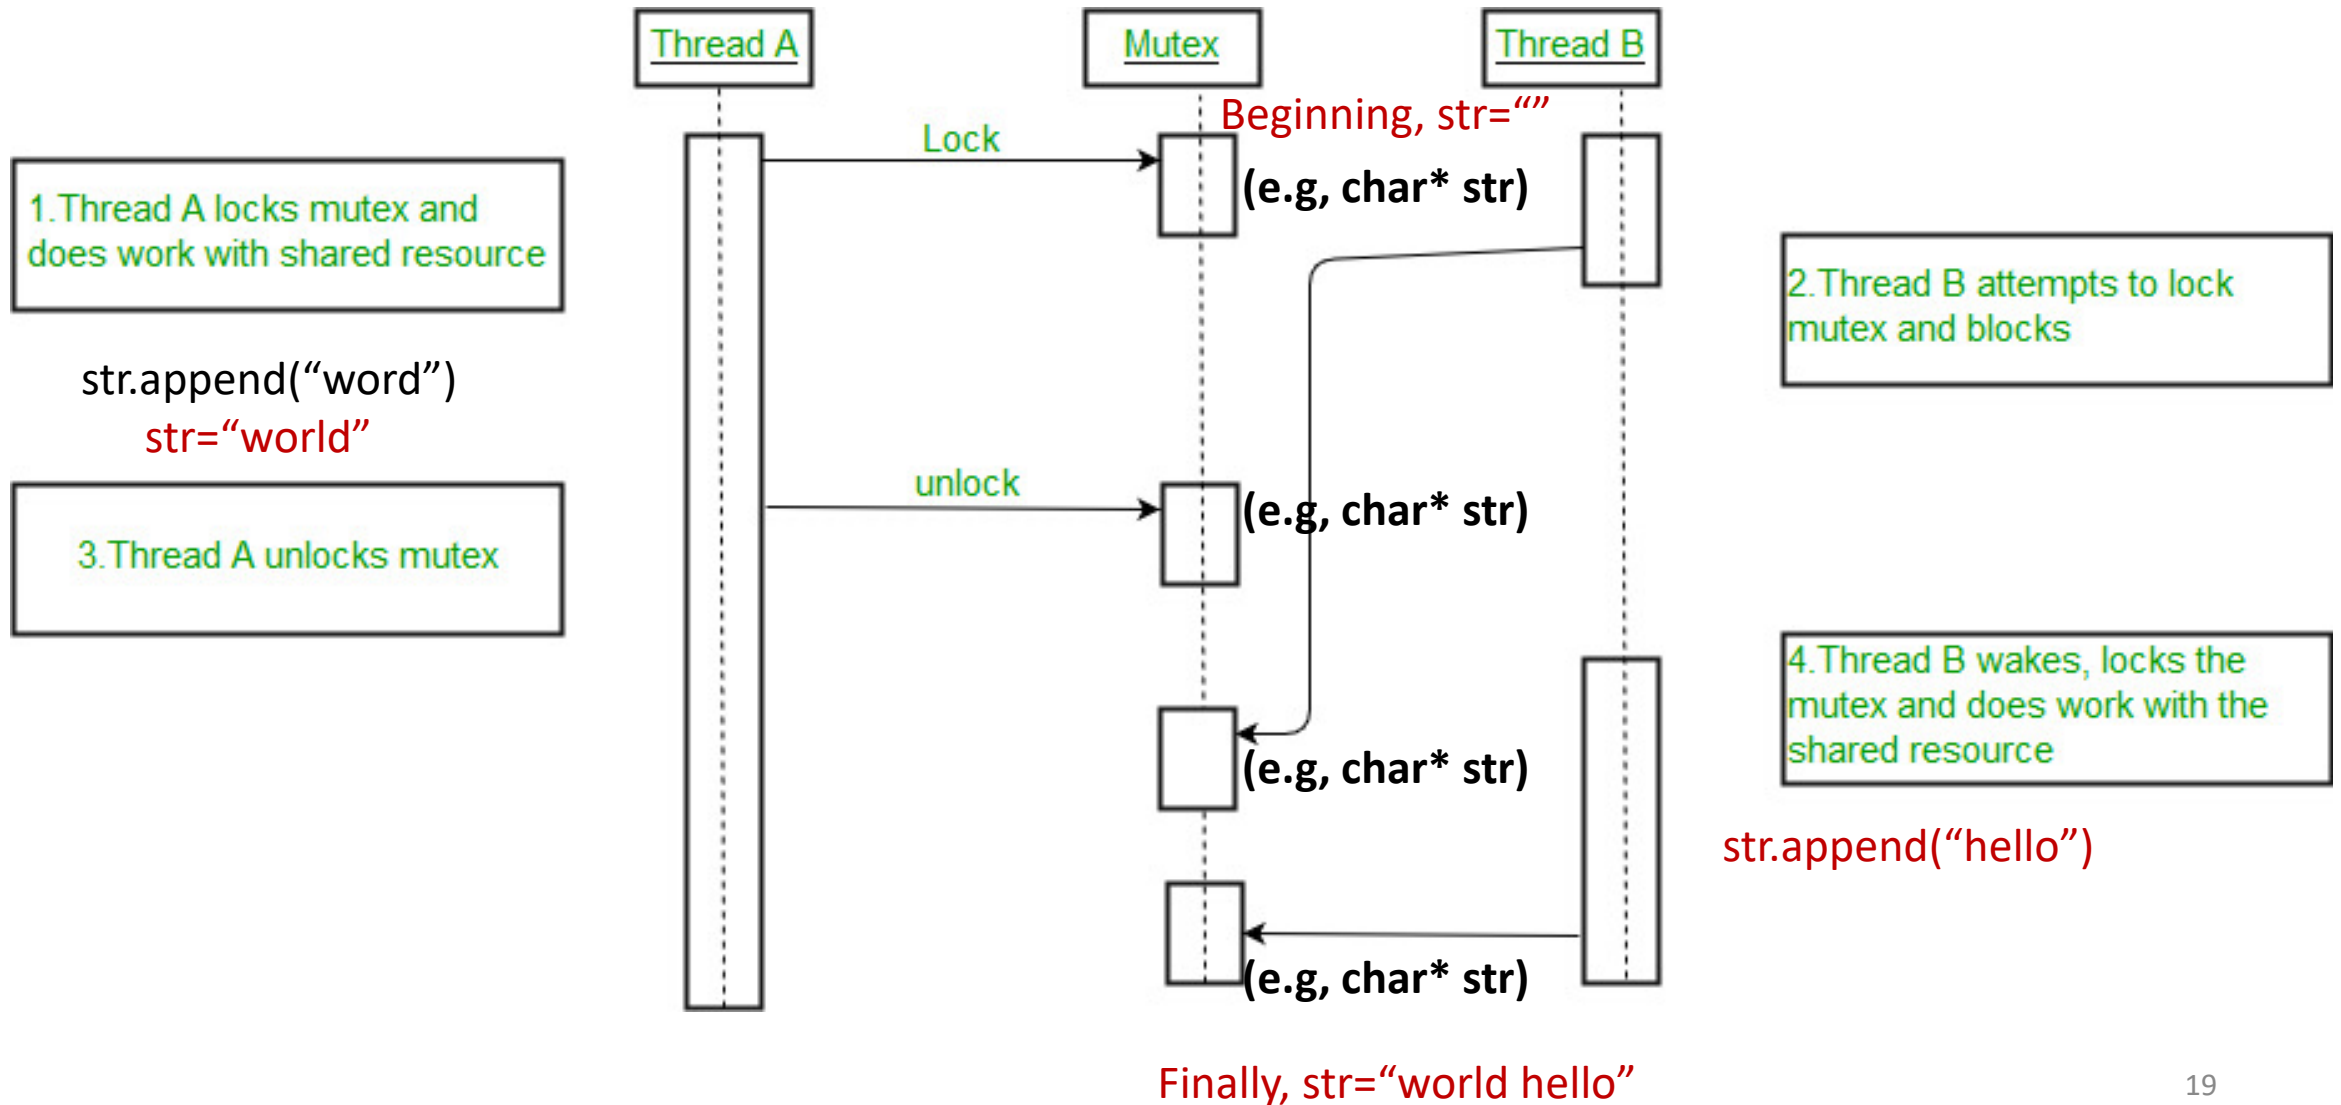 Thread A
Mutex
Thread B
Beginning, str=“”
Lock
(e.g, char* str)
1.Thread A locks mutex and
does work with shared resource
2.Thread B attempts to lock
mutex and blocks
str.append(“word”)
str=“world”
unlock
(e.g, char* str)
3.Thread A unlocks mutex
4.Thread B wakes, locks the
mutex and does work with the
shared resource
(e.g, char* str)
str.append(“hello”)
(e.g, char* str)
Finally, str=“world hello”
19